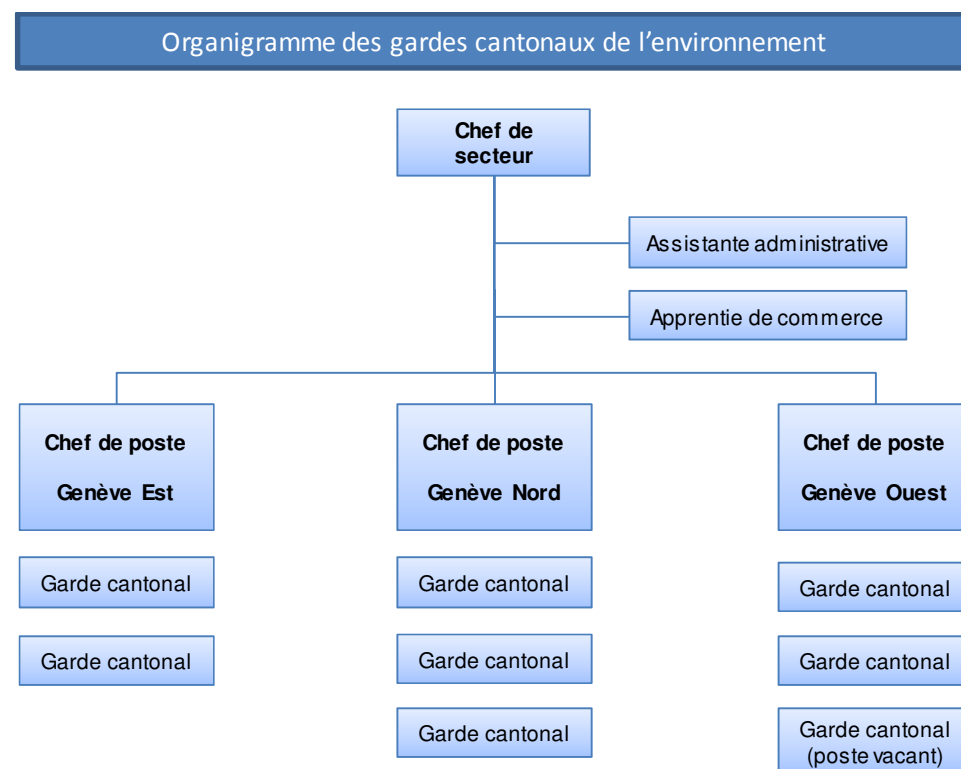 Organigramme des gardes cantonaux de l’environnement
Chef de
secteur
Assistante administrative
Apprentie de commerce
Chef de poste
Genève Est
Chef de poste
Genève Nord
Chef de poste
Genève Ouest
Garde cantonal
Garde cantonal
Garde cantonal
Garde cantonal
Garde cantonal
Garde cantonal
Garde cantonal
Garde cantonal
(poste vacant)